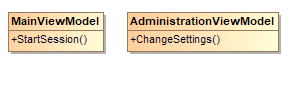 MainViewModel
+StartSession()
AdministrationViewModel
+ChangeSettings()